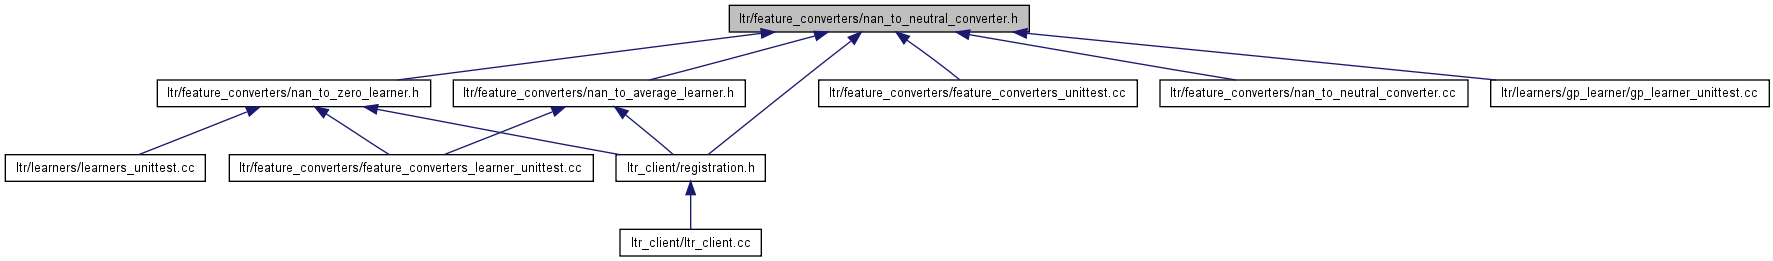 ltr/feature_converters/nan_to_neutral_converter.h
ltr/feature_converters/nan_to_zero_learner.h
ltr/feature_converters/nan_to_average_learner.h
ltr/feature_converters/feature_converters_unittest.cc
ltr/feature_converters/nan_to_neutral_converter.cc
ltr/learners/gp_learner/gp_learner_unittest.cc
ltr/learners/learners_unittest.cc
ltr/feature_converters/feature_converters_learner_unittest.cc
ltr_client/registration.h
ltr_client/ltr_client.cc